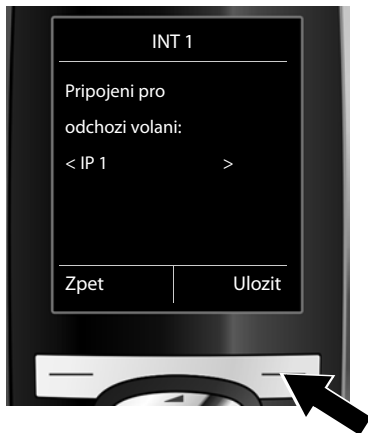 INT 1
Pripojeni pro
odchozi volani:
< IP 1 >
Zpet Ulozit